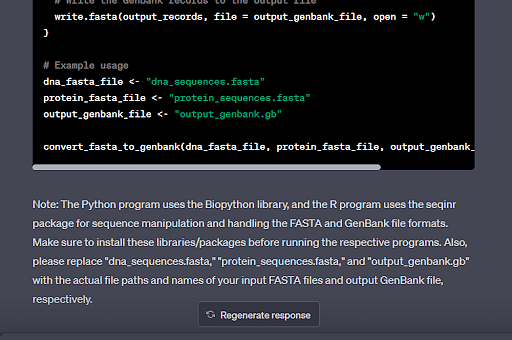 # Write the GenBank records to the output file
write.fasta(output_records, file = output_genbank_file, open = "w")
}
# Example usage
dna_fasta_file <- "dna_sequences.fasta"
protein_fasta_file <- "protein_sequences.fasta"
output_genbank_file <- "output_genbank.gb"
convert_fasta_to_genbank(dna_fasta_file, protein_fasta_file, output_genbank_
Note: The Python program uses the Biopython library, and the R program uses the seqinr
package for sequence manipulation and handling the FASTA and GenBank file formats.
Make sure to install these libraries/packages before running the respective programs. Also,
please replace "dna_sequences.fasta," "protein_sequences.fasta," and "output_genbank.gb"
with the actual file paths and names of your input FASTA files and output GenBank file,
respectively.
Regenerate response